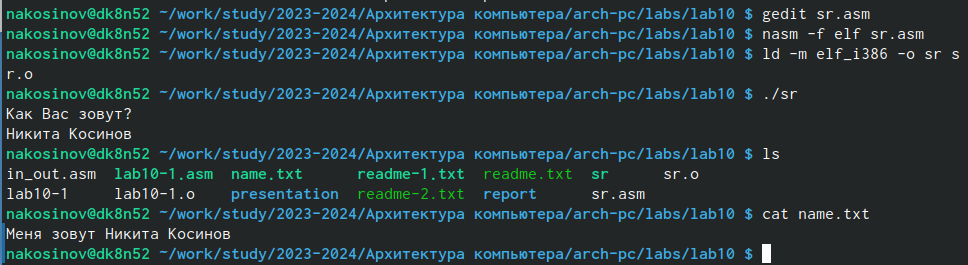 nakosinov@dk8n52 ~/work/study/2023-2024/Архитектура компьютера/arch-pc/labs/lab10 $ gedit sr.asm
nakosinov@dk8n52 ~/work/study/2023-2024/Архитектура компьютера/arch-pc/labs/lab10 $ nasm -f elf sr.asm
nakosinov@dk8n52 ~/work/study/2023-2024/Архитектура компьютера/arch-pc/labs/lab10 $ ld -m elf_i386 -o sr s
r.o
nakosinov@dk8n52 ~/work/study/2023-2024/Архитектура компьютера/arch-pc/labs/lab10 $ ./sr
Как Вас зовут?
Никита Косинов
nakosinov@dk8n52 ~/work/study/2023-2024/Архитектура компьютера/arch-pc/labs/lab10 $ ls
in_out.asm lab10-1.asm name.txt readme-1.txt readme.txt sr sr.o
lab10-1 lab10-1.o presentation readme-2.txt report sr.asm
nakosinov@dk8n52 ~/work/study/2023-2024/Архитектура компьютера/arch-pc/labs/lab10 $ cat name.txt
Меня зовут Никита Косинов
nakosinov@dk8n52 ~/work/study/2023-2024/Архитектура компьютера/arch-pc/labs/lab10 $